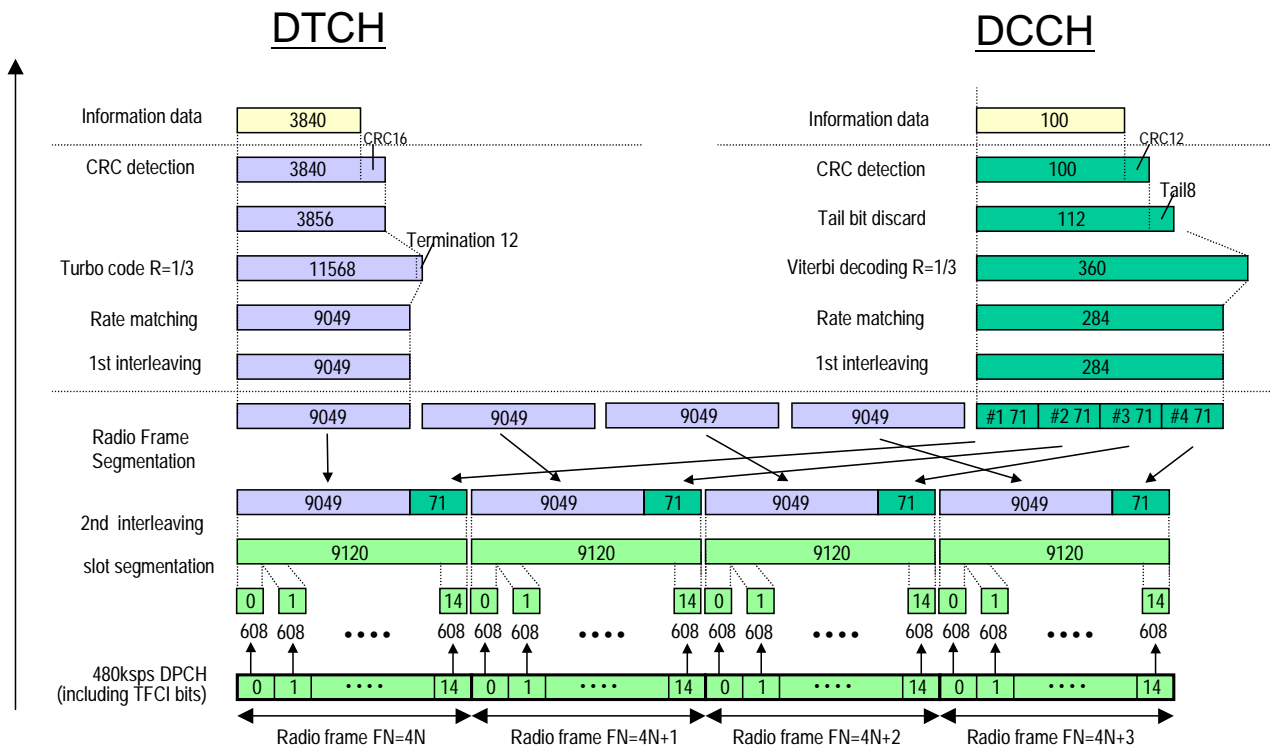 DTCH DCCH
Information data 3840 Information data 100
CRC16 CRC12
CRC detection 3840 CRC detection 100
Tail8
3856 Tail bit discard 112
Termination 12
Turbo code R=1/3 11568 Viterbi decoding R=1/3 360
Rate matching 9049 Rate matching 284
1st interleaving 9049 1st interleaving 284
9049 9049 9049 9049 #1 71 #2 71 #3 71 #4 71
Radio Frame
Segmentation
9049 71 9049 71 9049 71 9049 71
2nd interleaving
9120 9120 9120 9120
slot segmentation
0 1 14 0 1 14 0 1 14 0 1 14
608 608 •••• 608 608 608 •••• 608 608 608 •••• 608 608 608 •••• 608
480ksps DPCH
(including TFCI bits)
0 1 •••• 14 0 1 •••• 14 0 1 •••• 14 0 1 •••• 14
Radio frame FN=4N Radio frame FN=4N+1 Radio frame FN=4N+2 Radio frame FN=4N+3